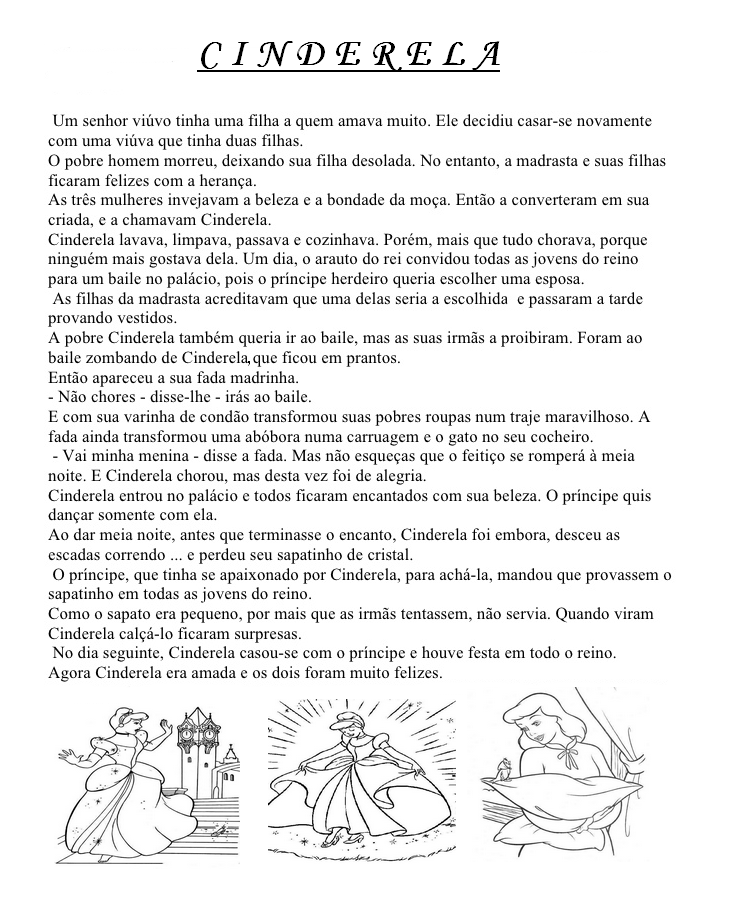 CINDERELA
Um senhor viúvo tinha uma filha a quem amava muito. Ele decidiu casar-se novamente
com uma viúva que tinha duas filhas.
O pobre homem morreu, deixando sua filha desolada. No entanto, a madrasta e suas filhas
ficaram felizes com a herança.
As três mulheres invejavam a beleza e a bondade da moça. Então a converteram em sua
criada, e a chamavam Cinderela.
Cinderela lavava, limpava, passava e cozinhava. Porém, mais que tudo chorava, porque
ninguém mais gostava dela. Um dia, o arauto do rei convidou todas as jovens do reino
para um baile no palácio, pois o príncipe herdeiro queria escolher uma esposa.
As filhas da madrasta acreditavam que uma delas seria a escolhida e passaram a tarde
provando vestidos.
A pobre Cinderela também queria ir ao baile, mas as suas irmãs a proibiram. Foram ao
baile zombando de Cinderela, que ficou em prantos.
Então apareceu a sua fada madrinha.
- Não chores - disse-lhe - irás ao baile.
E com sua varinha de condão transformou suas pobres roupas num traje maravilhoso. A
fada ainda transformou uma abóbora numa carruagem e o gato no seu cocheiro.
- Vai minha menina - disse a fada. Mas não esqueças que o feitiço se romperá à meia
noite. E Cinderela chorou, mas desta vez foi de alegria.
Cinderela entrou no palácio e todos ficaram encantados com sua beleza. O príncipe quis
dançar somente com ela.
Ao dar meia noite, antes que terminasse o encanto, Cinderela foi embora, desceu as
escadas correndo ... e perdeu seu sapatinho de cristal.
O príncipe, que tinha se apaixonado por Cinderela, para achá-la, mandou que provassem o
sapatinho em todas as jovens do reino.
Como o sapato era pequeno, por mais que as irmãs tentassem, não servia. Quando viram
Cinderela calçá-lo ficaram surpresas.
No dia seguinte, Cinderela casou-se com o príncipe e houve festa em todo o reino.
Agora Cinderela era amada e os dois foram muito felizes.